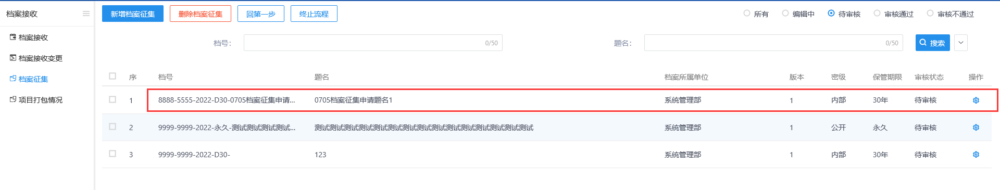 档案接收
档案接收
档案接收变更
档案征集
项目打包情况
新增档案征集 删除档案征集 回第一步 终止流程 所有 编辑中 待审核 审核通过 审核不通过
档号: 0/50 题名: 0/50 搜索
序 档号 题名 档案所属单位 版本 密级 保管期限 审核状态 操作
1 8888-5555-2022-D30-0705档案征集申请... 0705档案征集申请题名1 系统管理部 1 内部 30年 待审核
2 9999-9999-2022-永久-测试测试测试测试... 测试测试测试测试测试测试测试测试测试测试测试测试测试测试测试 系统管理部 1 公开 永久 待审核
3 9999-9999-2022-D30- 123 系统管理部 1 内部 30年 待审核